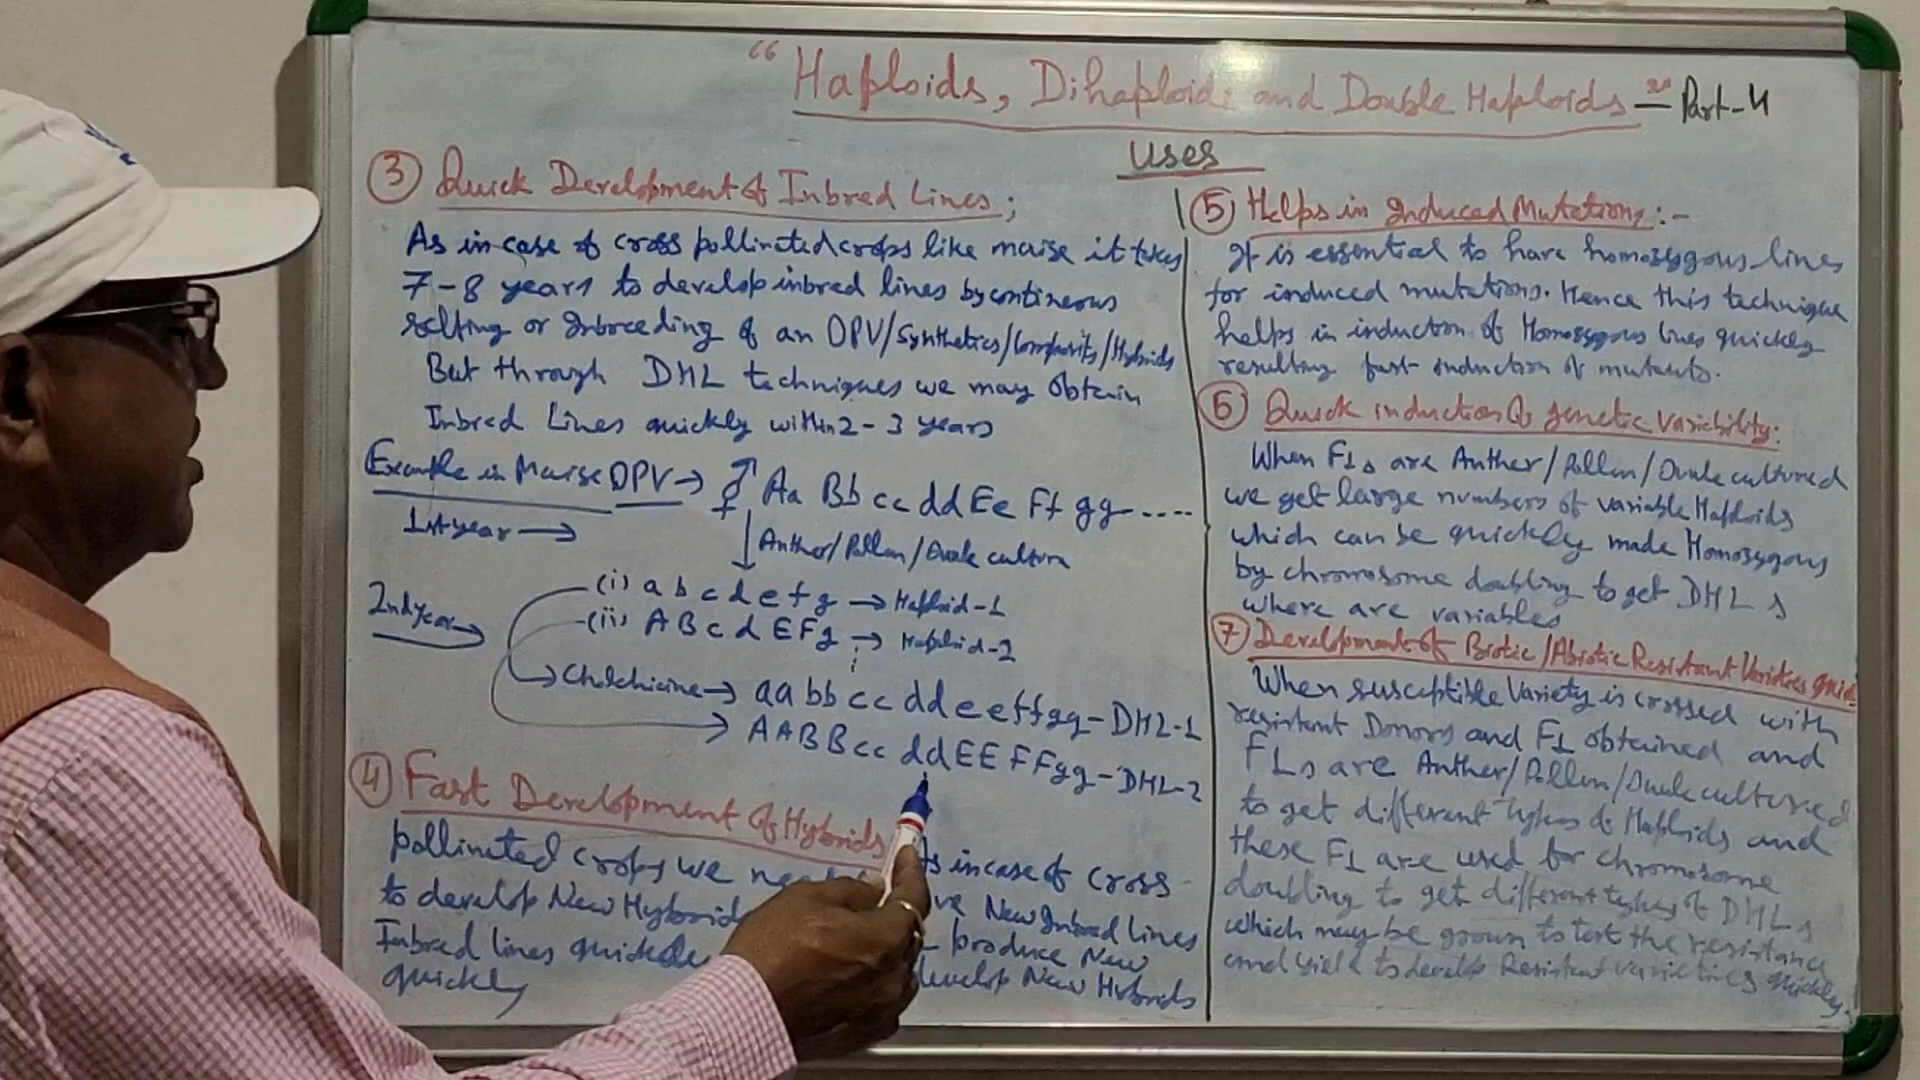 “Haploids, Dihaploids and Double Haploids” – Part-4
Uses
③ Quick Development of Inbred Lines;
As in case of cross pollinated crops like maize it takes
7-8 years to develop inbred lines by contineous
selfing or Inbreeding of an OPV/Synthetics/Composits/Hybrids
But through DHL techniques we may obtain
Inbred Lines quickly within 2-3 years
Example in Maize OPV → Aa Bb cc dd Ee Ff gg ----
1st year →
Anther/Pollen/Ovule culture
2nd year →
(i) a b c d e f g → Haploid-1
(ii) A B c d E F g → Haploid-2
Cholchicine → aa bb cc dd ee ff gg - DHL-1
AA BB cc dd EE FF gg - DHL-2
④ Fast Development of Hybrids
As in case of cross-
pollinated crops we need
to develop New Hybrids New Inbred lines
Inbred lines quickly produce New
quickly develop New Hybrids
⑤ Helps in Induced Mutations:-
It is essential to have homozygous lines
for induced mutations. Hence this technique
helps in induction of Homozygous lines quickly
resulting fast induction of mutants.
⑥ Quick induction of genetic Variability:
When F1s are Anther/Pollen/Ovule cultured
we get large numbers of variable Haploids
which can be quickly made Homozygous
by chromosome doubling to get DHLs
where are variables
⑦ Development of Biotic/Abiotic Resistant Varieties
When susceptible Variety is crossed with
resistant Donors and F1 obtained and
F1s are Anther/Pollen/Ovule cultured
to get different types of Haploids and
these F1 are used for chromosome
doubling to get different types of DHLs
which may be grown to test the resistance
and yield to develop Resistant varieties quickly.